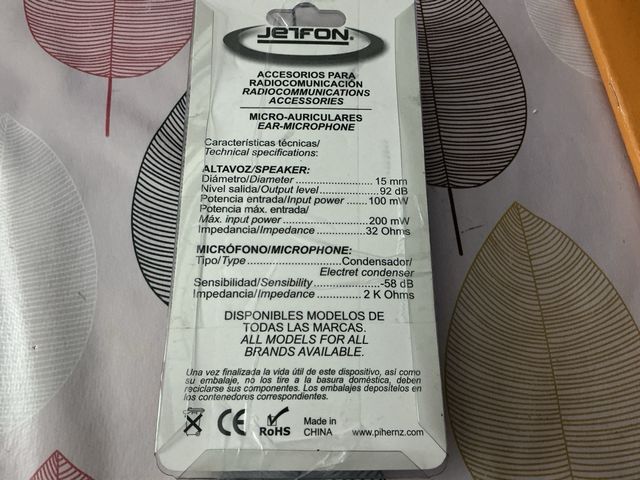 JETFON®
ACCESORIOS PARA
RADIOCOMUNICACIÓN
RADIOCOMMUNICATIONS
ACCESSORIES
MICRO-AURICULARES
EAR-MICROPHONE
Características técnicas/
Technical specifications:
ALTAVOZ/SPEAKER:
Diámetro/Diameter .................... 15 mm
Nivel salida/Output level ............... 92 dB
Potencia entrada/Input power ...... 100 mW
Potencia máx. entrada/
Máx. input power ...................... 200 mW
Impedancia/Impedance .............. 32 Ohms
MICRÓFONO/MICROPHONE:
Tipo/Type ........................Condensador/
Electret condenser
Sensibilidad/Sensibility .................-58 dB
Impedancia/Impedance ............ 2 K Ohms
DISPONIBLES MODELOS DE
TODAS LAS MARCAS.
ALL MODELS FOR ALL
BRANDS AVAILABLE.
Una vez finalizada la vida útil de este dispositivo, así como
su embalaje, no los tire a la basura doméstica, deben
reciclarse sus componentes. Los embalajes deposítelos en
los contenedores correspondientes.
CE RoHS Made in CHINA www.pihernz.com